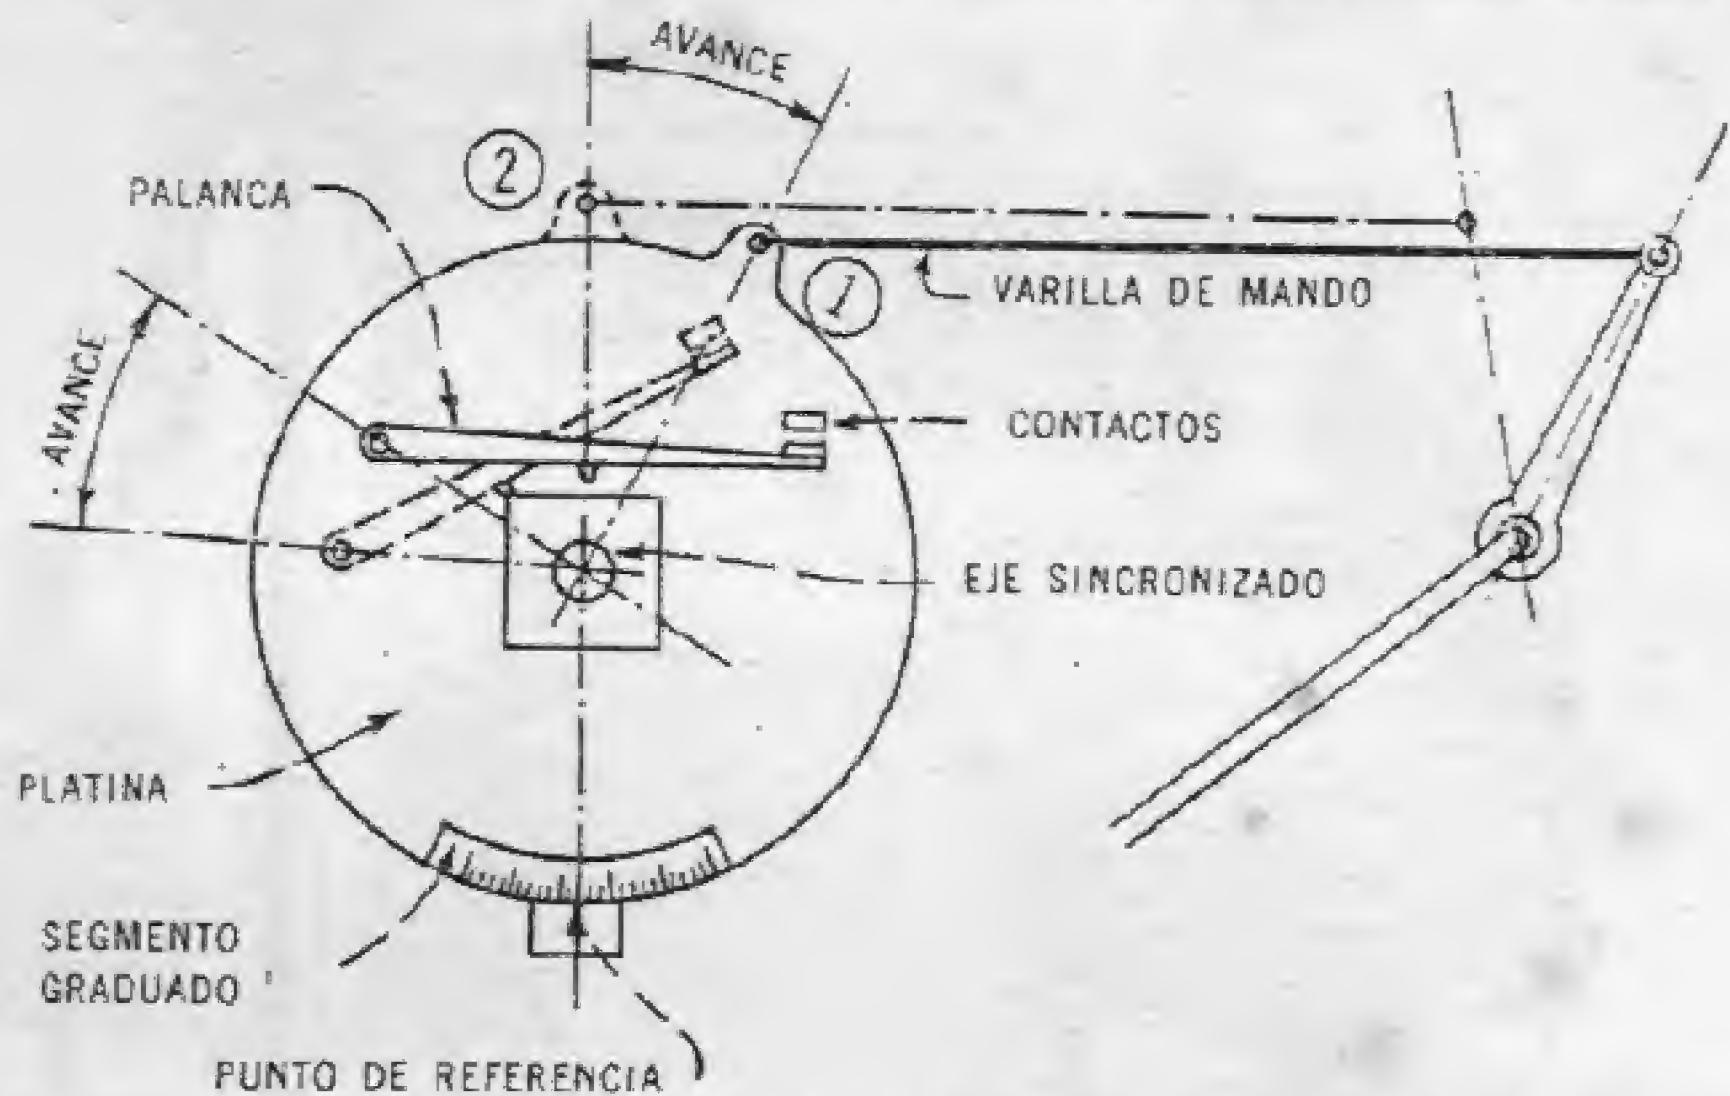 AVANCE
2
PALANCA
1
VARILLA DE MANDO
AVANCE
CONTACTOS
EJE SINCRONIZADO
PLATINA
SEGMENTO
GRADUADO
PUNTO DE REFERENCIA